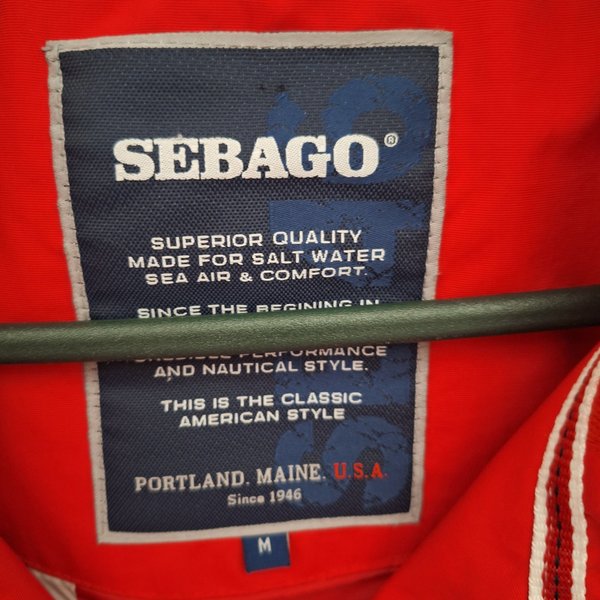 SEBAGO®
SUPERIOR QUALITY
MADE FOR SALT WATER
SEA AIR & COMFORT.
SINCE THE BEGINING IN
PERFORMANCE
AND NAUTICAL STYLE.
THIS IS THE CLASSIC
AMERICAN STYLE
PORTLAND. MAINE. U.S.A.
Since 1946
M